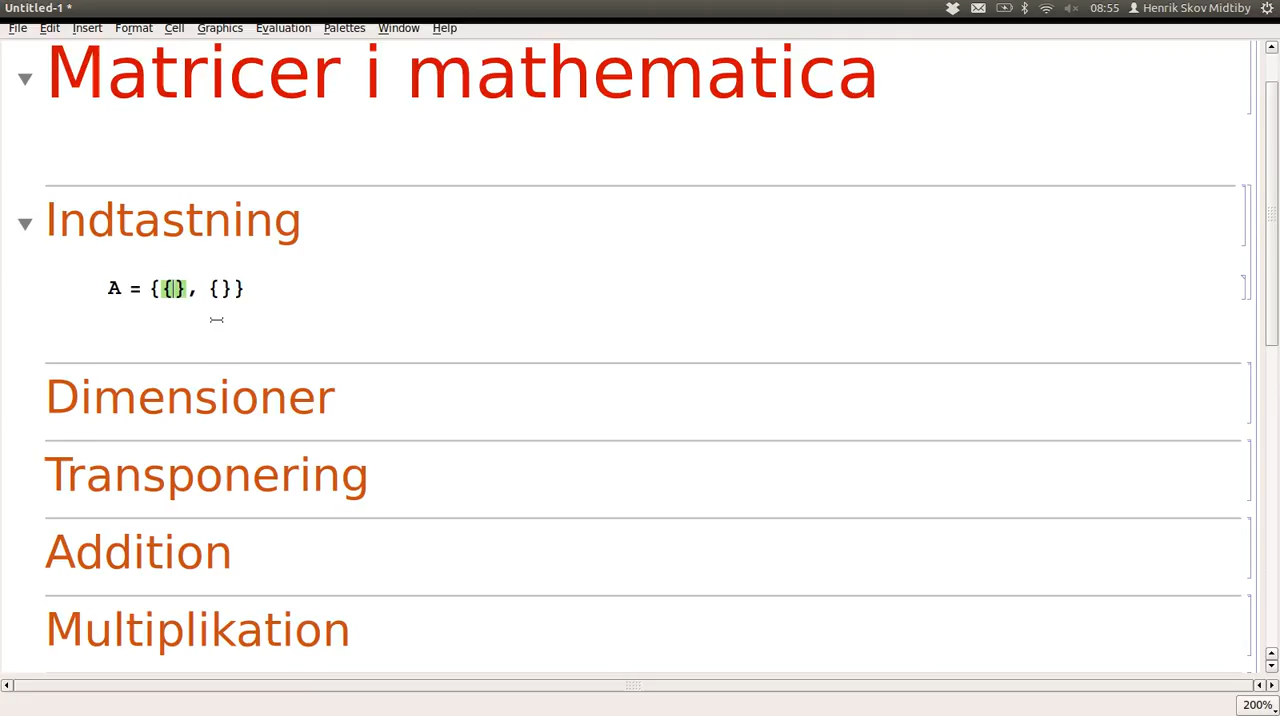 Untitled-1 *
08:55 Henrik Skov Midtiby
File Edit Insert Format Cell Graphics Evaluation Palettes Window Help
Matricer i mathematica
Indtastning
A = {{}, {}}
Dimensioner
Transponering
Addition
Multiplikation
200%